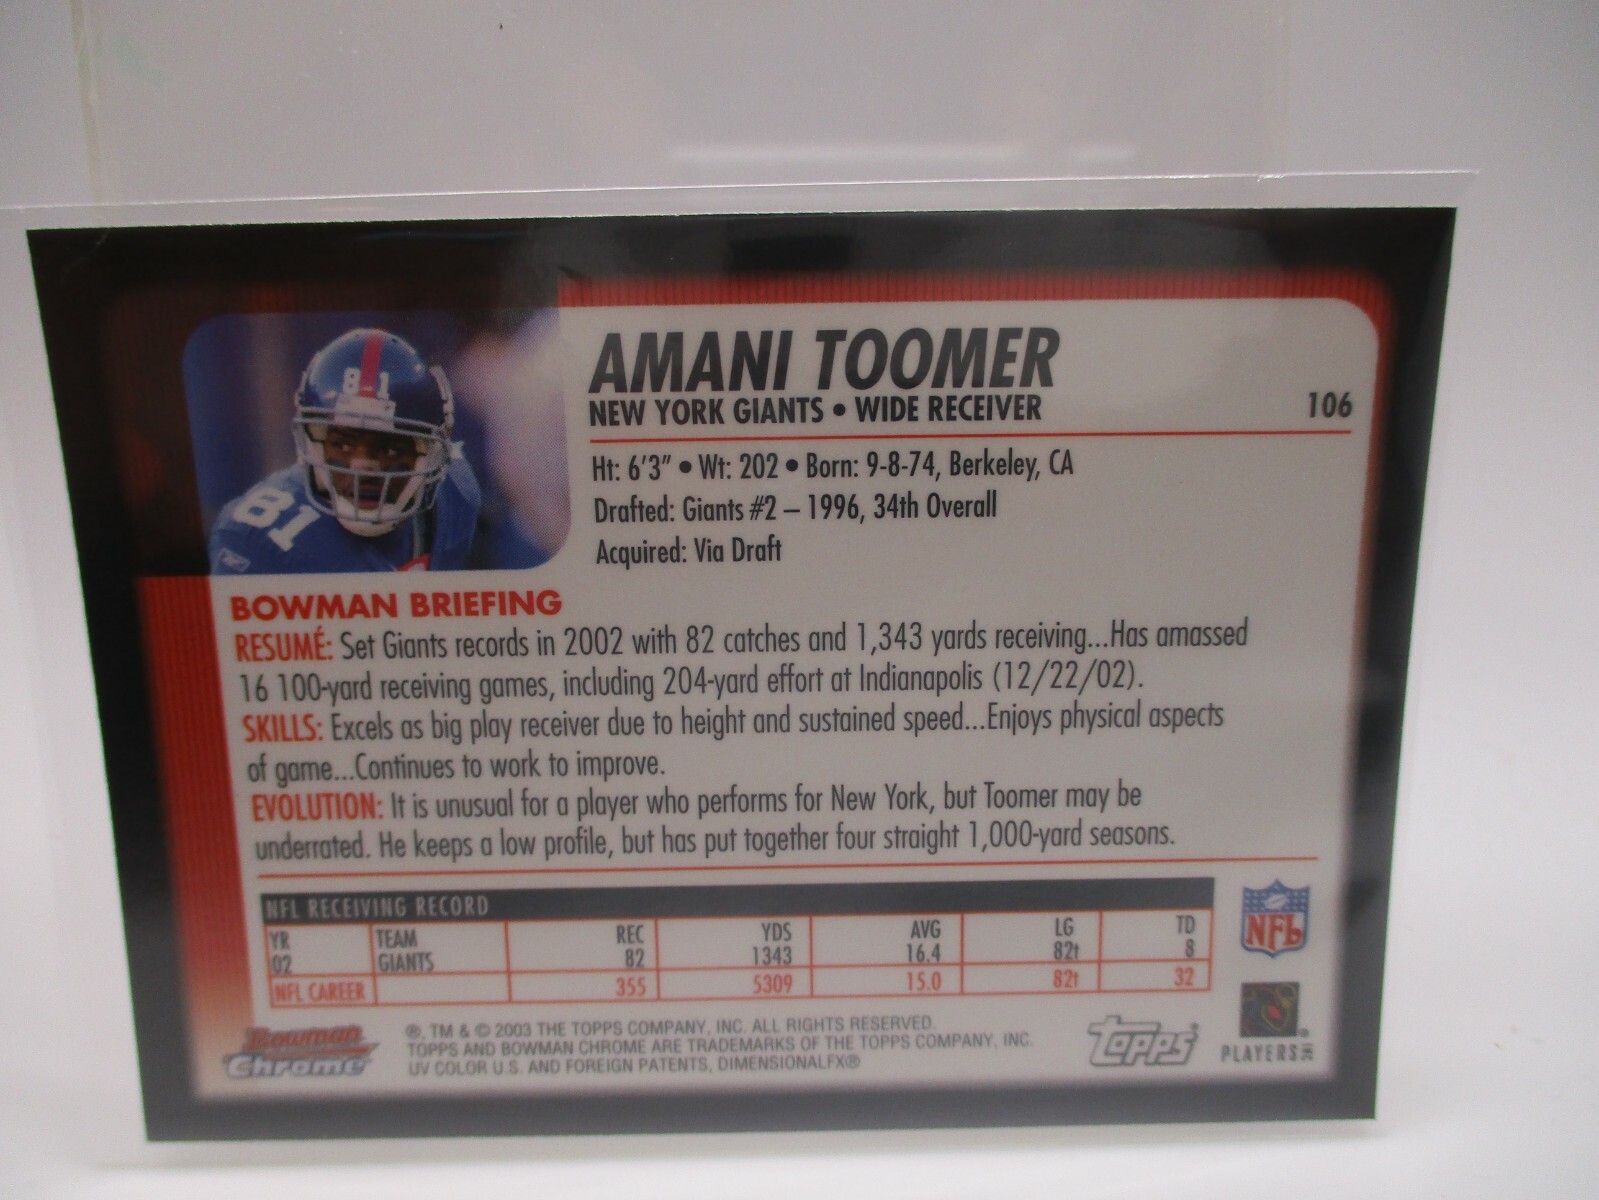 AMANI TOOMER
NEW YORK GIANTS • WIDE RECEIVER
106
Ht: 6'3" • Wt: 202 • Born: 9-8-74, Berkeley, CA
Drafted: Giants #2 – 1996, 34th Overall
Acquired: Via Draft
81
81
BOWMAN BRIEFING
RESUMÉ: Set Giants records in 2002 with 82 catches and 1,343 yards receiving...Has amassed
16 100-yard receiving games, including 204-yard effort at Indianapolis (12/22/02).
SKILLS: Excels as big play receiver due to height and sustained speed...Enjoys physical aspects
of game...Continues to work to improve.
EVOLUTION: It is unusual for a player who performs for New York, but Toomer may be
underrated. He keeps a low profile, but has put together four straight 1,000-yard seasons.
NFL RECEIVING RECORD
YR TEAM REC YDS AVG LG TD
02 GIANTS 82 1343 16.4 82t 8
NFL CAREER 355 5309 15.0 82t 32
NFL
Bowman
Chrome
®, TM & © 2003 THE TOPPS COMPANY, INC. ALL RIGHTS RESERVED.
TOPPS AND BOWMAN CHROME ARE TRADEMARKS OF THE TOPPS COMPANY, INC.
UV COLOR U.S. AND FOREIGN PATENTS, DIMENSIONALFX®
Topps®
PLAYERS INC